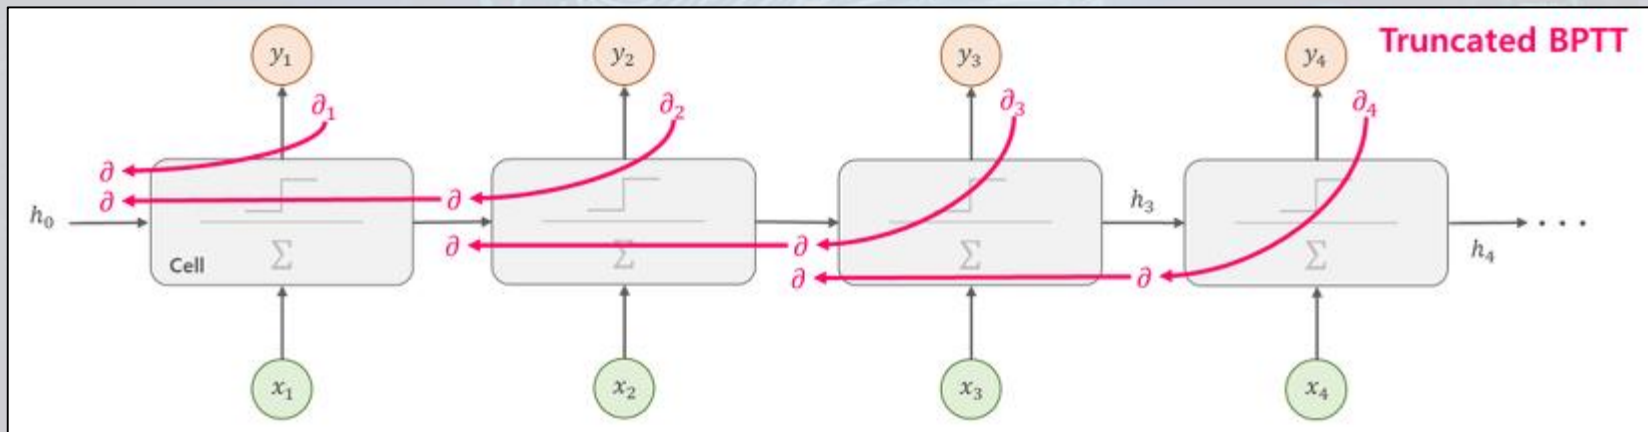 Truncated BPTT
y₁ y₂ y₃ y₄
∂₁ ∂₂ ∂₃ ∂₄
∂
∂ ∂
h₀ h₃ h₄ ···
∂ ∂
∂ ∂
Cell Σ Σ Σ Σ
x₁ x₂ x₃ x₄